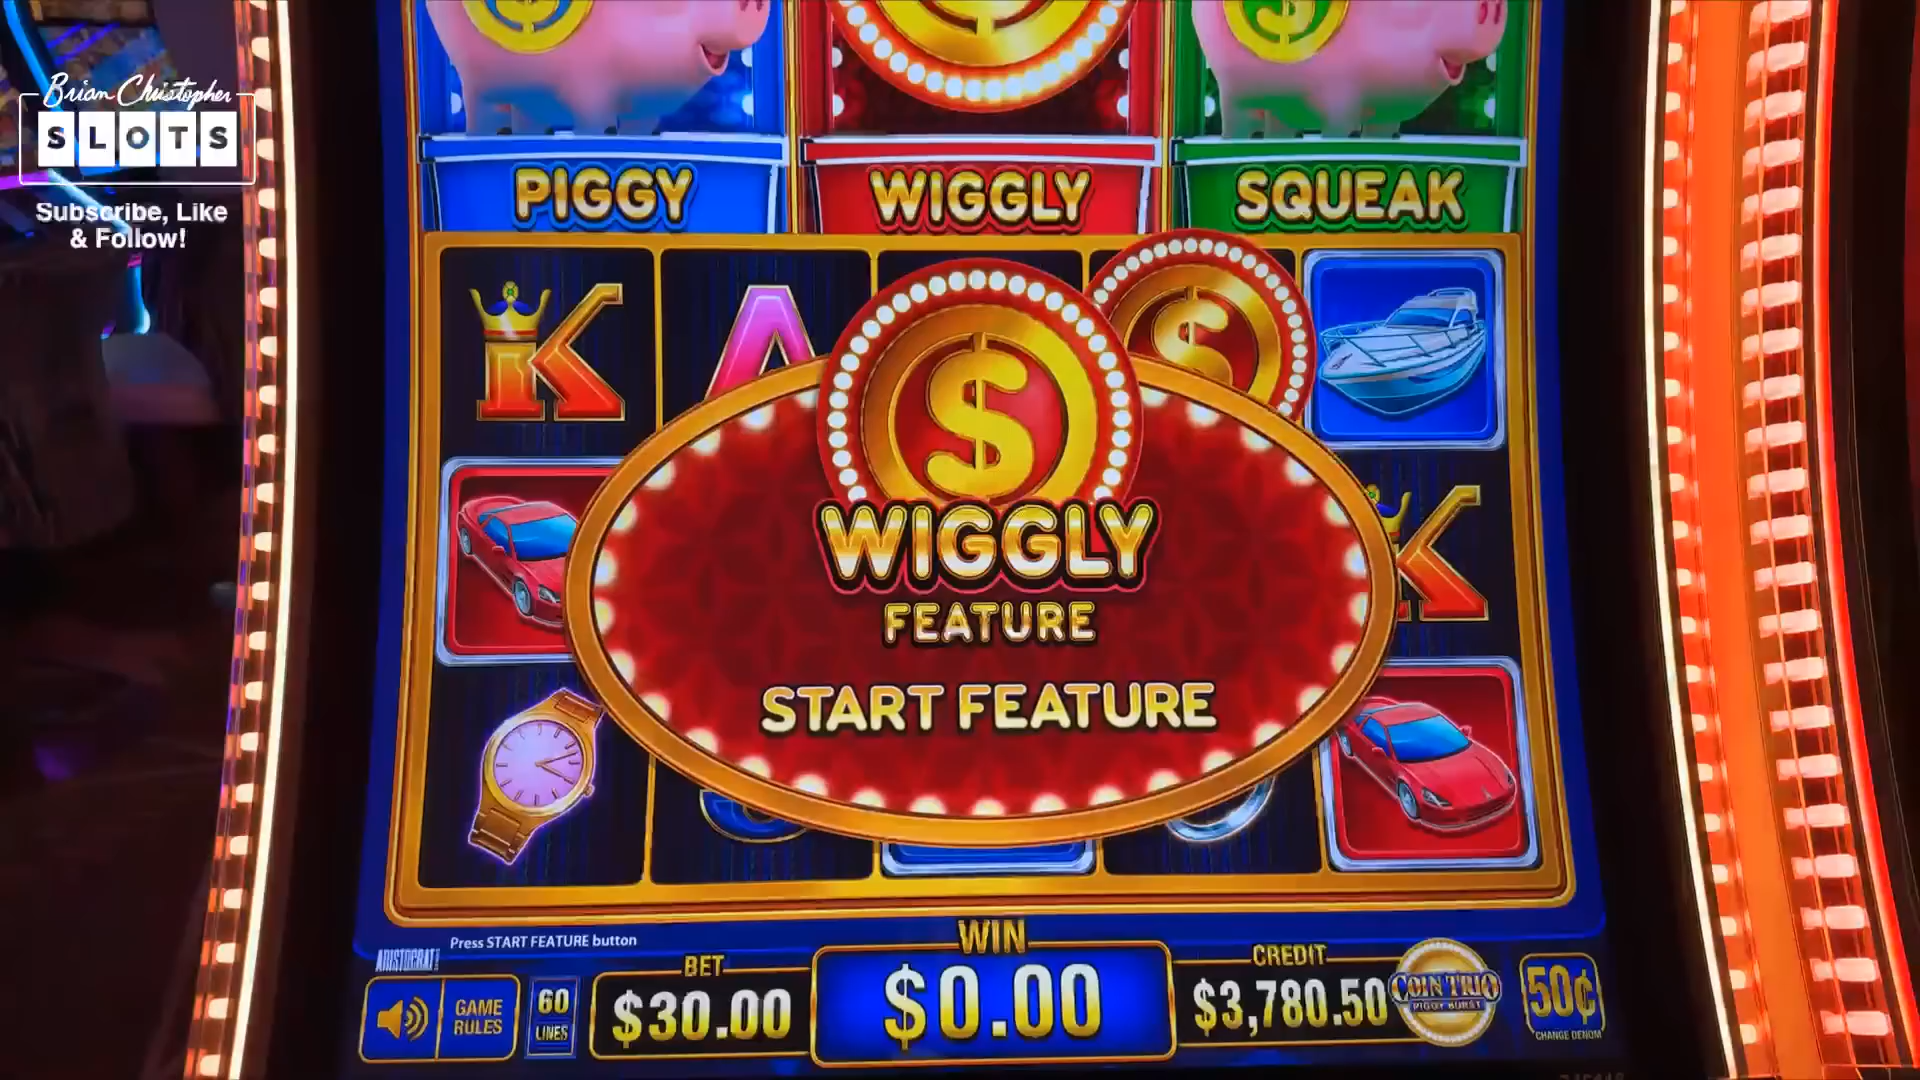 Brian Christopher
SLOTS
Subscribe, Like
& Follow!
PIGGY
WIGGLY
SQUEAK
K
A
$
$
WIGGLY
FEATURE
START FEATURE
K
Press START FEATURE button
ARISTOCRAT
GAME
RULES
60
LINES
BET
$30.00
WIN
$0.00
CREDIT
$3,780.50
COIN TRIO
PIGGY BURST
50¢
CHANGE DENOM